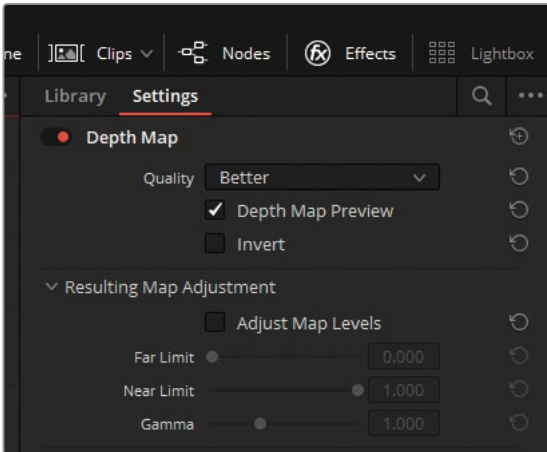 ne Clips Nodes fx Effects Lightbox
Library Settings
Depth Map
Quality Better
Depth Map Preview
Invert
Resulting Map Adjustment
Adjust Map Levels
Far Limit 0.000
Near Limit 1.000
Gamma 1.000